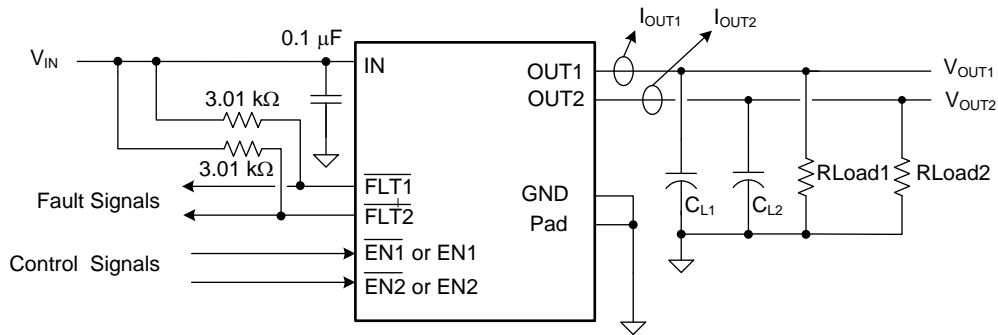 I_OUT1
I_OUT2
0.1 μF
V_IN
IN
OUT1
V_OUT1
OUT2
V_OUT2
3.01 kΩ
3.01 kΩ
FLT1
Fault Signals
FLT2
GND
Pad
C_L1
C_L2
RLoad1
RLoad2
EN1 or EN1
Control Signals
EN2 or EN2